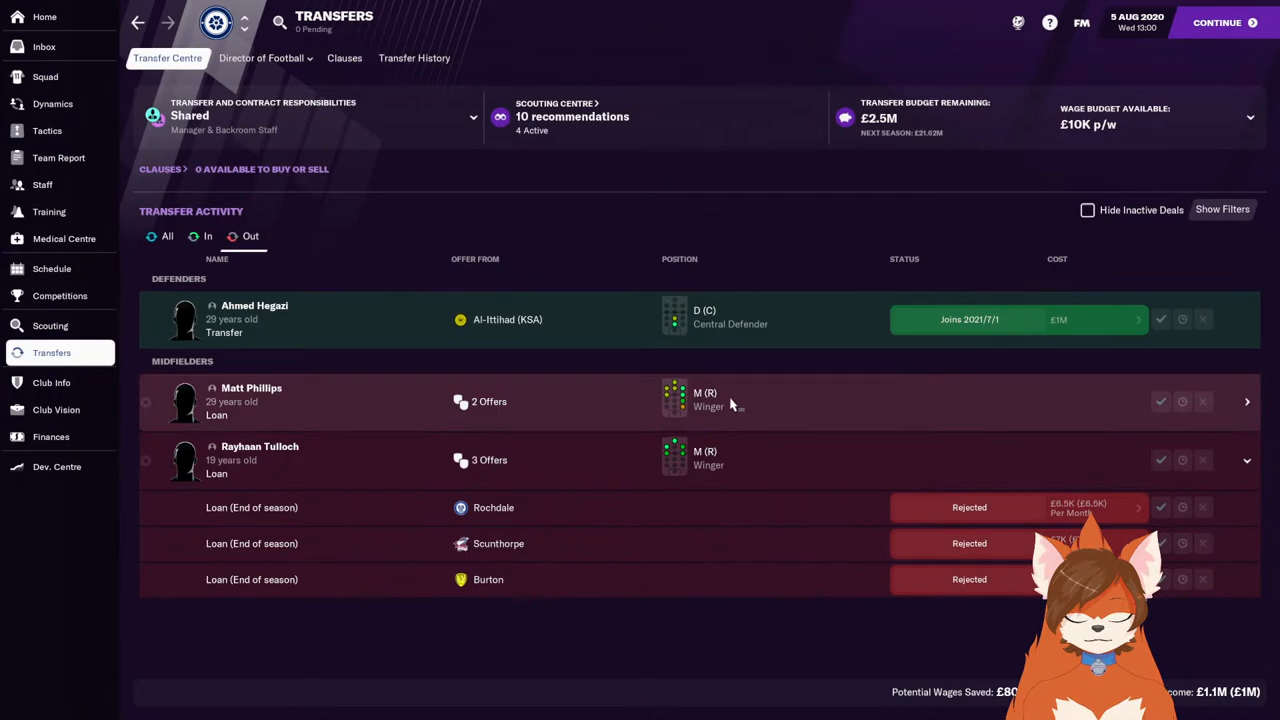 Home
TRANSFERS
0 Pending
FM
5 AUG 2020
Wed 13:00
CONTINUE
Inbox
Squad
Dynamics
Tactics
Team Report
Staff
Training
Medical Centre
Schedule
Competitions
Scouting
Transfers
Club Info
Club Vision
Finances
Dev. Centre
Transfer Centre
Director of Football
Clauses
Transfer History
TRANSFER AND CONTRACT RESPONSIBILITIES
Shared
Manager & Backroom Staff
SCOUTING CENTRE>
10 recommendations
4 Active
TRANSFER BUDGET REMAINING:
£2.5M
NEXT SEASON: £21.62M
WAGE BUDGET AVAILABLE:
£10K p/w
CLAUSES> 0 AVAILABLE TO BUY OR SELL
TRANSFER ACTIVITY
Hide Inactive Deals
Show Filters
All In Out
NAME OFFER FROM POSITION STATUS COST
DEFENDERS
Ahmed Hegazi
29 years old
Transfer
Al-Ittihad (KSA)
D (C)
Central Defender
Joins 2021/7/1 £1M
MIDFIELDERS
Matt Phillips
29 years old
Loan
2 Offers
M (R)
Winger
Rayhaan Tulloch
19 years old
Loan
3 Offers
M (R)
Winger
Loan (End of season) Rochdale Rejected £6.5K (£6.5K)
Per Month
Loan (End of season) Scunthorpe Rejected
Loan (End of season) Burton Rejected
Potential Wages Saved: £1.1M (£1M)